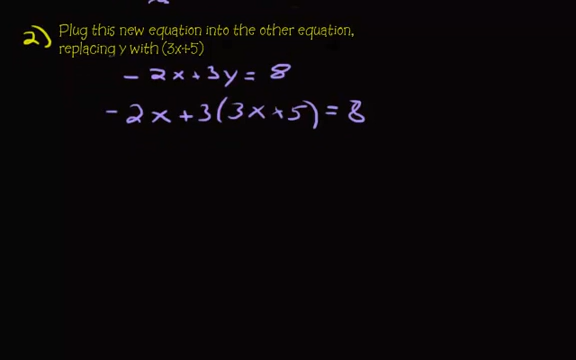 2) Plug this new equation into the other equation,
replacing y with (3x+5)
- 2x + 3y = 8
- 2x + 3(3x + 5) = 8